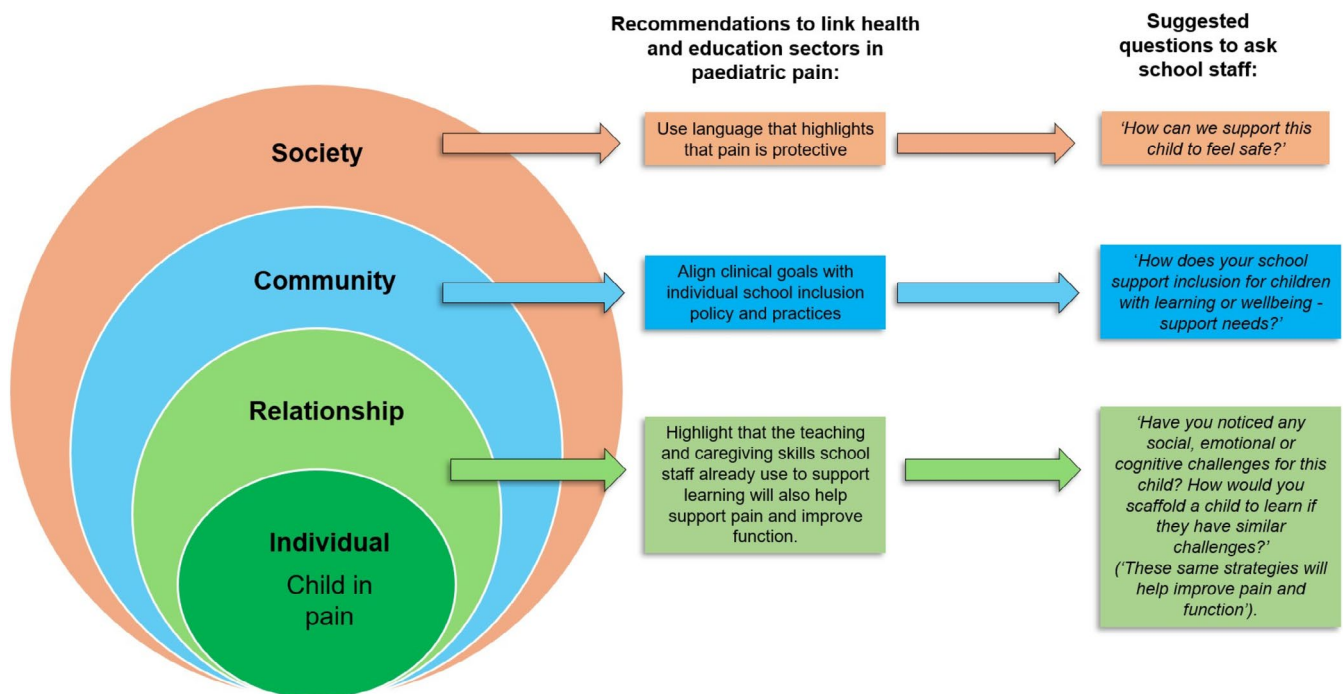 Recommendations to link health
and education sectors in
paediatric pain:
Suggested
questions to ask
school staff:
Society
Use language that highlights
that pain is protective
‘How can we support this
child to feel safe?’
Community
Align clinical goals with
individual school inclusion
policy and practices
‘How does your school
support inclusion for children
with learning or wellbeing -
support needs?’
Relationship
Highlight that the teaching
and caregiving skills school
staff already use to support
learning will also help
support pain and improve
function.
‘Have you noticed any
social, emotional or
cognitive challenges for this
child? How would you
scaffold a child to learn if
they have similar
challenges?’
(‘These same strategies will
help improve pain and
function’).
Individual
Child in
pain